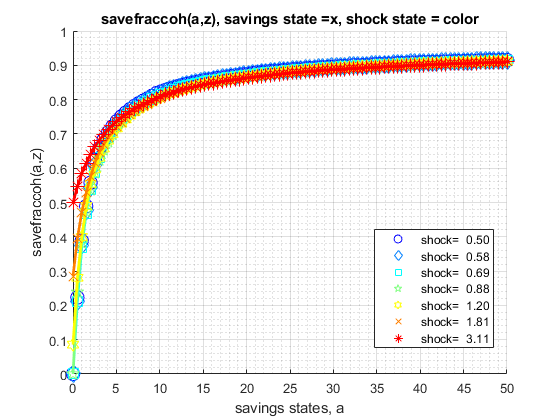 savefraccoh(a,z), savings state =x, shock state = color
savefraccoh(a,z)
1
0.9
0.8
0.7
0.6
0.5
0.4
0.3
0.2
0.1
0
shock= 0.50
shock= 0.58
shock= 0.69
shock= 0.88
shock= 1.20
shock= 1.81
shock= 3.11
0 5 10 15 20 25 30 35 40 45 50
savings states, a